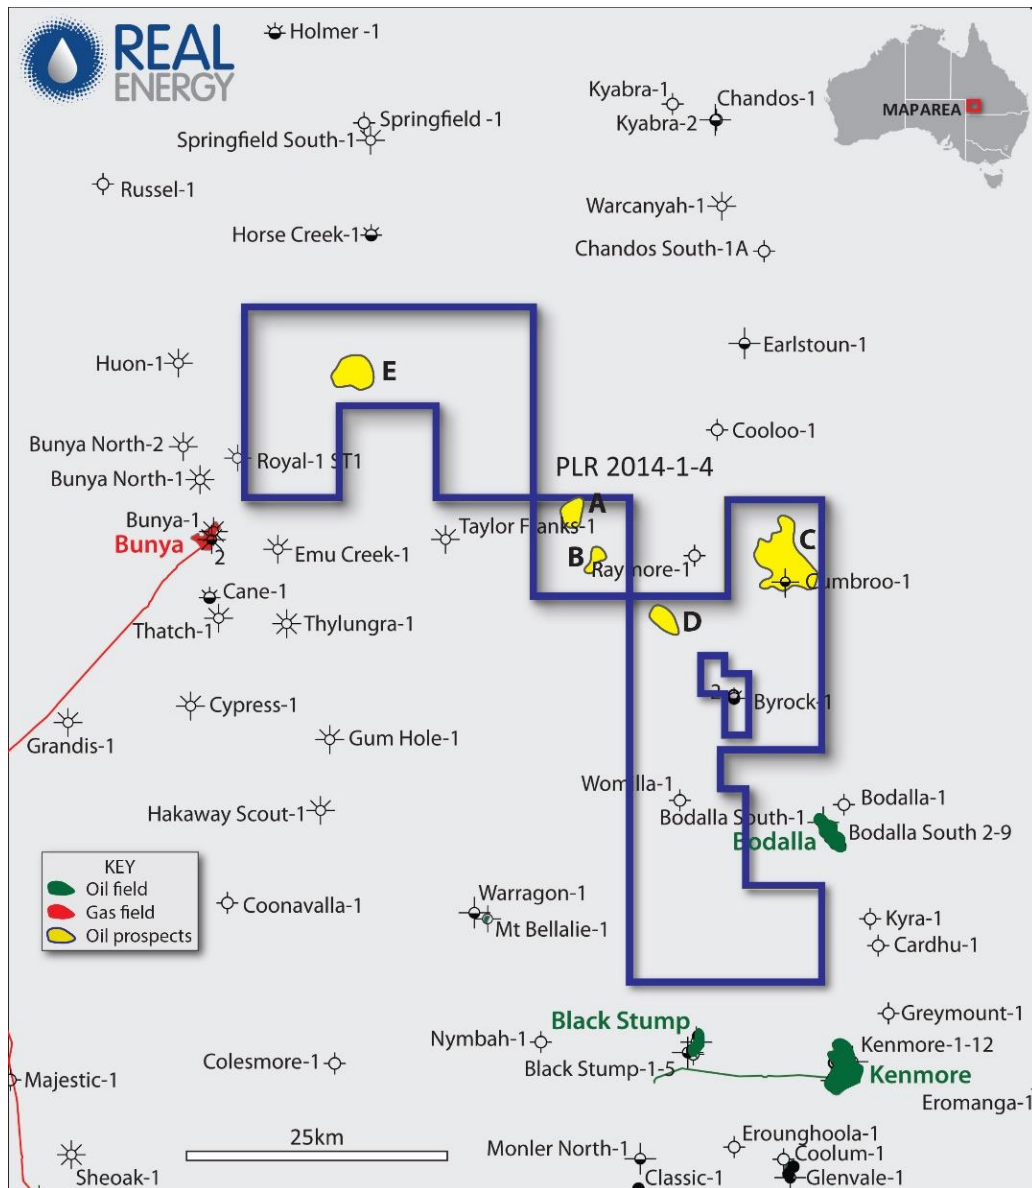 REAL
ENERGY
Holmer -1
Kyabra-1
Chandos-1
Kyabra-2
MAPAREA
Springfield -1
Springfield South-1
Russel-1
Warcanyah-1
Horse Creek-1
Chandos South-1A
Earlstoun-1
Huon-1
E
Cooloo-1
Bunya North-2
Royal-1 ST1
PLR 2014-1-4
Bunya North-1
A
Bunya-1
Taylor Franks-1
Bunya
2
Emu Creek-1
B
Raymore-1
C
Cumbroo-1
Cane-1
Thatch-1
Thylungra-1
D
2
Byrock-1
Cypress-1
Grandis-1
Gum Hole-1
Womilla-1
Bodalla-1
Hakaway Scout-1
Bodalla South-1
Bodalla South 2-9
Bodalla
KEY
Oil field
Gas field
Oil prospects
Coonavalla-1
Warragon-1
Mt Bellalie-1
Kyra-1
Cardhu-1
Greymount-1
Black Stump
Nymbah-1
Kenmore-1-12
Colesmore-1
Black Stump-1-5
Kenmore
Majestic-1
Eromanga-1
25km
Erounghoola-1
Monler North-1
Coolum-1
Sheoak-1
Classic-1
Glenvale-1